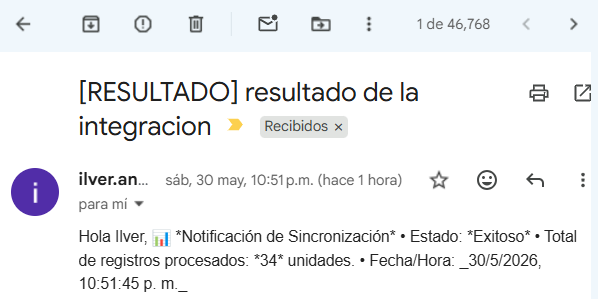 1 de 46,768
[RESULTADO] resultado de la
integracion
Recibidos ×
ilver.an... sáb, 30 may, 10:51 p.m. (hace 1 hora)
para mí
i
Hola Ilver, 📊 *Notificación de Sincronización* • Estado: *Exitoso* • Total
de registros procesados: *34* unidades. • Fecha/Hora: _30/5/2026,
10:51:45 p. m._